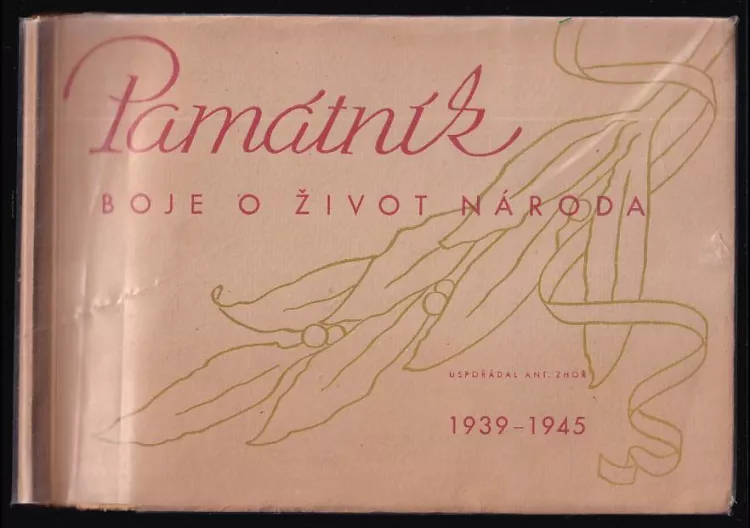 Památník
BOJE O ŽIVOT NÁRODA
USPOŘÁDAL ANT. ZHOŘ
1939-1945